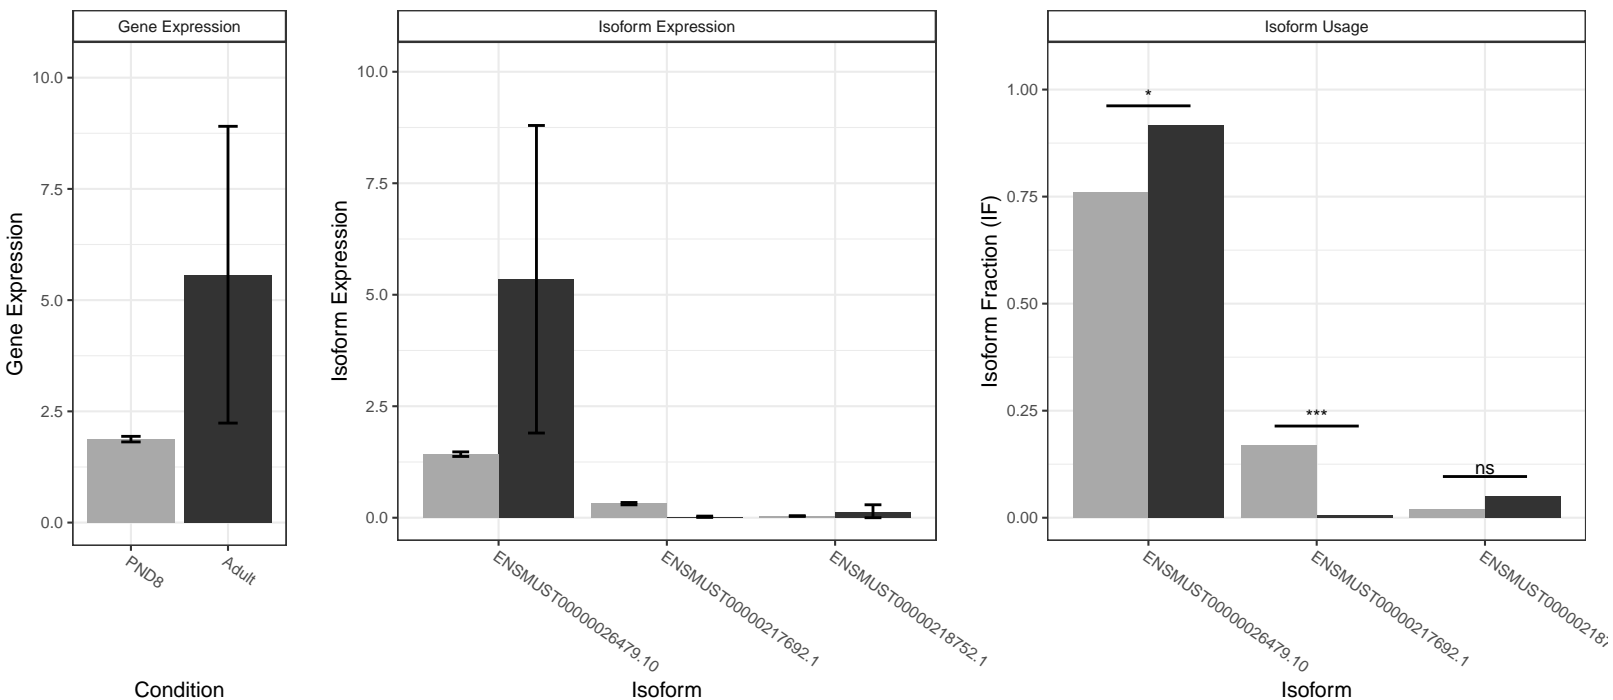 Gene Expression
Isoform Expression
Isoform Usage
Gene Expression
10.0
7.5
5.0
2.5
0.0
PND8
Adult
Condition
Isoform Expression
10.0
7.5
5.0
2.5
0.0
ENSMUST00000026479.10
ENSMUST00000217692.1
ENSMUST00000218752.1
Isoform
Isoform Fraction (IF)
1.00
0.75
0.50
0.25
0.00
*
***
ns
ENSMUST00000026479.10
ENSMUST00000217692.1
ENSMUST00000218
Isoform